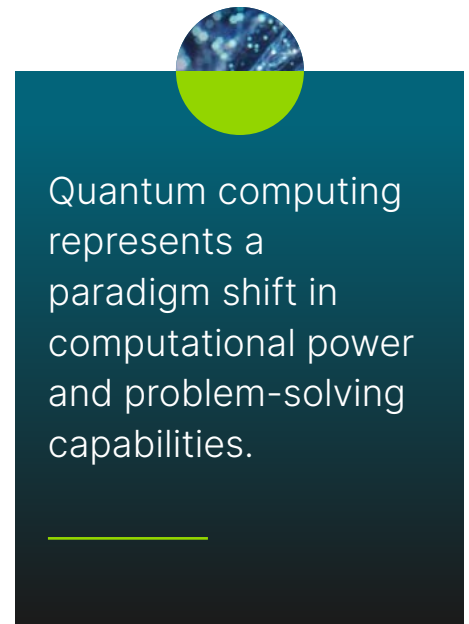 Quantum computing
represents a
paradigm shift in
computational power
and problem-solving
capabilities.